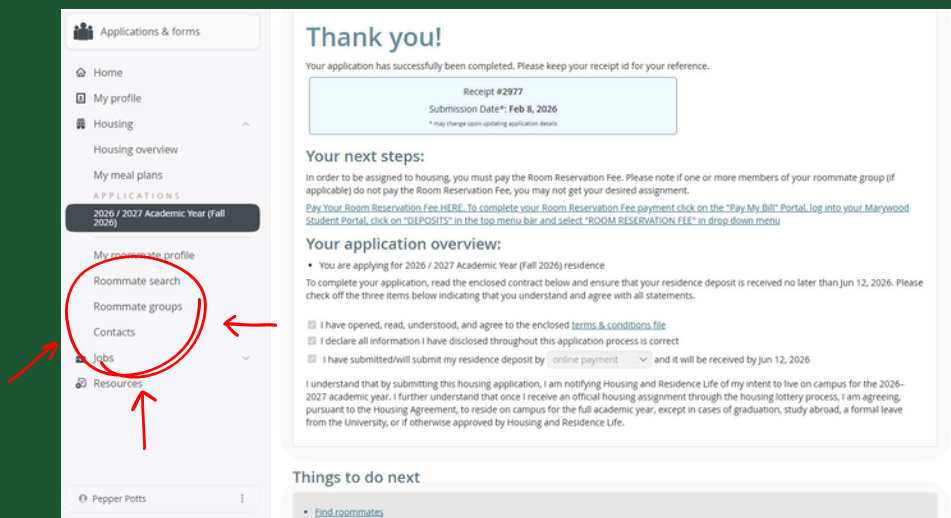 Applications & forms
Home
My profile
Housing
Housing overview
My meal plans
APPLICATIONS
2026 / 2027 Academic Year (Fall
2026)
My roommate profile
Roommate search
Roommate groups
Contacts
Jobs
Resources
Pepper Potts
Thank you!
Your application has successfully been completed. Please keep your receipt id for your reference.
Receipt #2977
Submission Date*: Feb 8, 2026
* may change upon updating application details
Your next steps:
In order to be assigned to housing, you must pay the Room Reservation Fee. Please note if one or more members of your roommate group (if
applicable) do not pay the Room Reservation Fee, you may not get your desired assignment.
Pay Your Room Reservation Fee HERE. To complete your Room Reservation Fee payment click on the "Pay My Bill" Portal, log into your Marywood
Student Portal, click on "DEPOSITS" in the top menu bar and select "ROOM RESERVATION FEE" in drop down menu
Your application overview:
• You are applying for 2026 / 2027 Academic Year (Fall 2026) residence
To complete your application, read the enclosed contract below and ensure that your residence deposit is received no later than Jun 12, 2026. Please
check off the three items below indicating that you understand and agree with all statements.
I have opened, read, understood, and agree to the enclosed terms & conditions file
I declare all information I have disclosed throughout this application process is correct
I have submitted/will submit my residence deposit by online payment and it will be received by Jun 12, 2026
I understand that by submitting this housing application, I am notifying Housing and Residence Life of my intent to live on campus for the 2026–
2027 academic year. I further understand that once I receive an official housing assignment through the housing lottery process, I am agreeing,
pursuant to the Housing Agreement, to reside on campus for the full academic year, except in cases of graduation, study abroad, a formal leave
from the University, or if otherwise approved by Housing and Residence Life.
Things to do next
• Find roommates